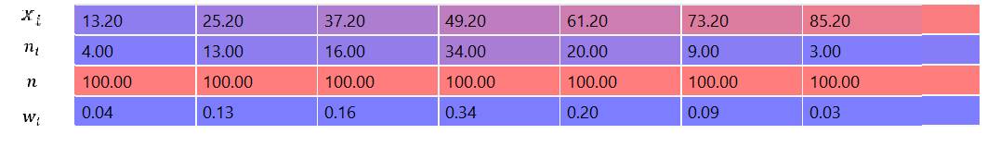 x_i 13.20 25.20 37.20 49.20 61.20 73.20 85.20
n_i 4.00 13.00 16.00 34.00 20.00 9.00 3.00
n 100.00 100.00 100.00 100.00 100.00 100.00 100.00
w_i 0.04 0.13 0.16 0.34 0.20 0.09 0.03